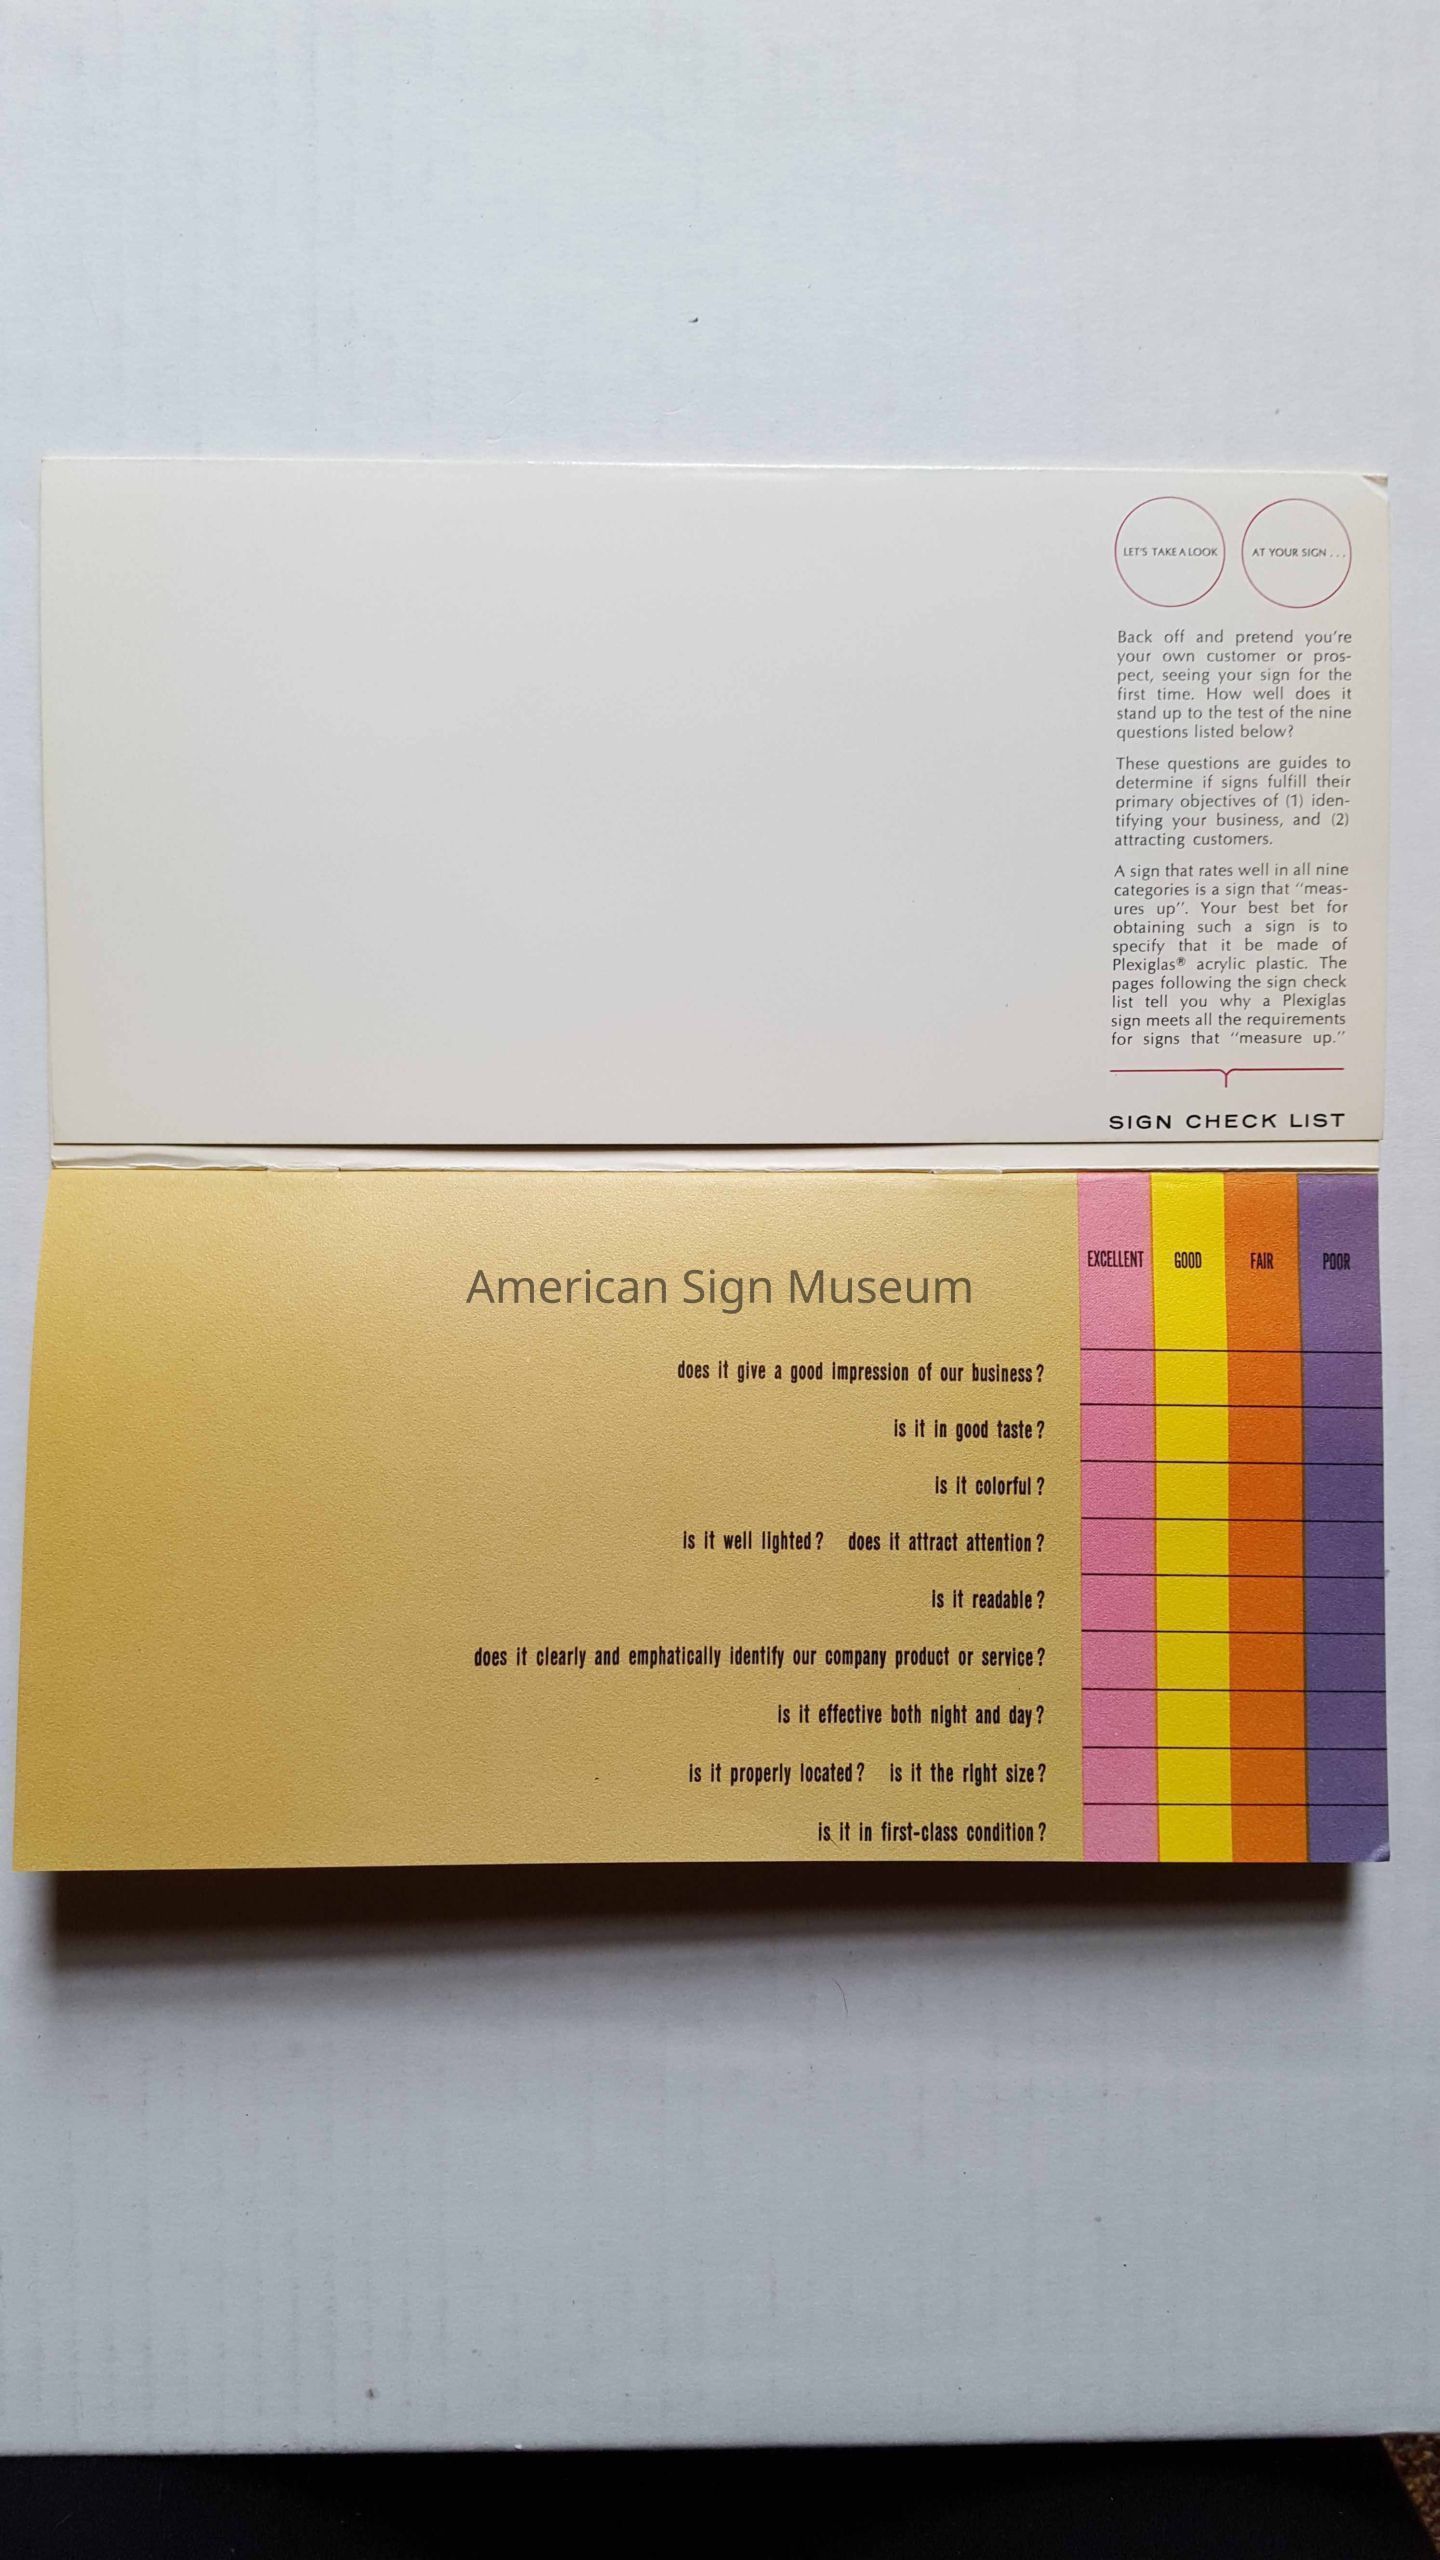 LET'S TAKE A LOOK
AT YOUR SIGN . . .
Back off and pretend you're
your own customer or pros-
pect, seeing your sign for the
first time. How well does it
stand up to the test of the nine
questions listed below?
These questions are guides to
determine if signs fulfill their
primary objectives of (1) iden-
tifying your business, and (2)
attracting customers.
A sign that rates well in all nine
categories is a sign that "meas-
ures up". Your best bet for
obtaining such a sign is to
specify that it be made of
Plexiglas® acrylic plastic. The
pages following the sign check
list tell you why a Plexiglas
sign meets all the requirements
for signs that "measure up."
SIGN CHECK LIST
EXCELLENT GOOD FAIR POOR
American Sign Museum
does it give a good impression of our business?
is it in good taste?
is it colorful?
is it well lighted? does it attract attention?
is it readable?
does it clearly and emphatically identify our company product or service?
is it effective both night and day?
is it properly located? is it the right size?
is it in first-class condition?